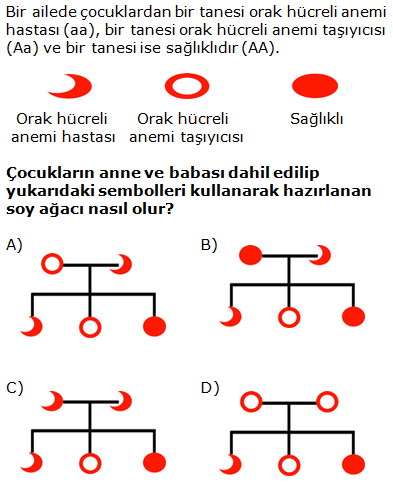 Bir ailede çocuklardan bir tanesi orak hücreli anemi
hastası (aa), bir tanesi orak hücreli anemi taşıyıcısı
(Aa) ve bir tanesi ise sağlıklıdır (AA).
Orak hücreli anemi hastası
Orak hücreli anemi taşıyıcısı
Sağlıklı
Çocukların anne ve babası dahil edilip
yukarıdaki sembolleri kullanarak hazırlanan
soy ağacı nasıl olur?
A)
B)
C)
D)